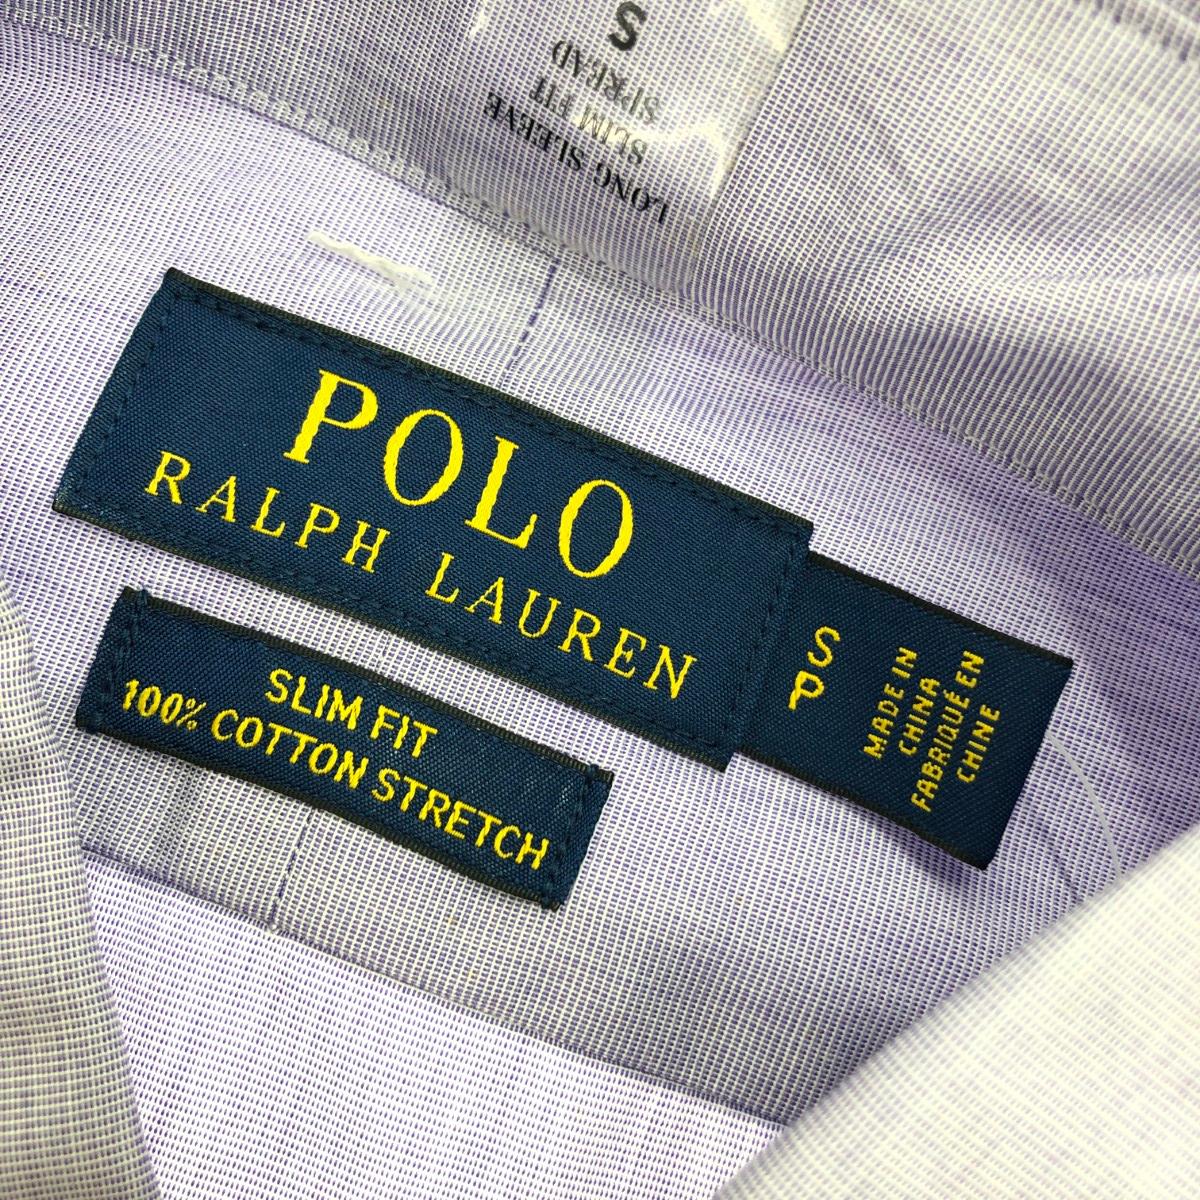 S
SPREAD
SLIM FIT
LONG SLEEVE
POLO
RALPH LAUREN
S
P
MADE IN
CHINA
FABRIQUÉ EN
CHINE
SLIM FIT
100% COTTON STRETCH